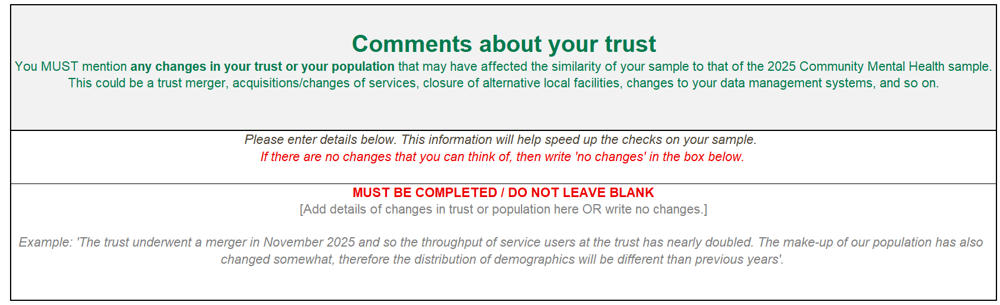 Comments about your trust
You MUST mention any changes in your trust or your population that may have affected the similarity of your sample to that of the 2025 Community Mental Health sample.
This could be a trust merger, acquisitions/changes of services, closure of alternative local facilities, changes to your data management systems, and so on.
Please enter details below. This information will help speed up the checks on your sample.
If there are no changes that you can think of, then write 'no changes' in the box below.
MUST BE COMPLETED / DO NOT LEAVE BLANK
[Add details of changes in trust or population here OR write no changes.]
Example: 'The trust underwent a merger in November 2025 and so the throughput of service users at the trust has nearly doubled. The make-up of our population has also
changed somewhat, therefore the distribution of demographics will be different than previous years'.